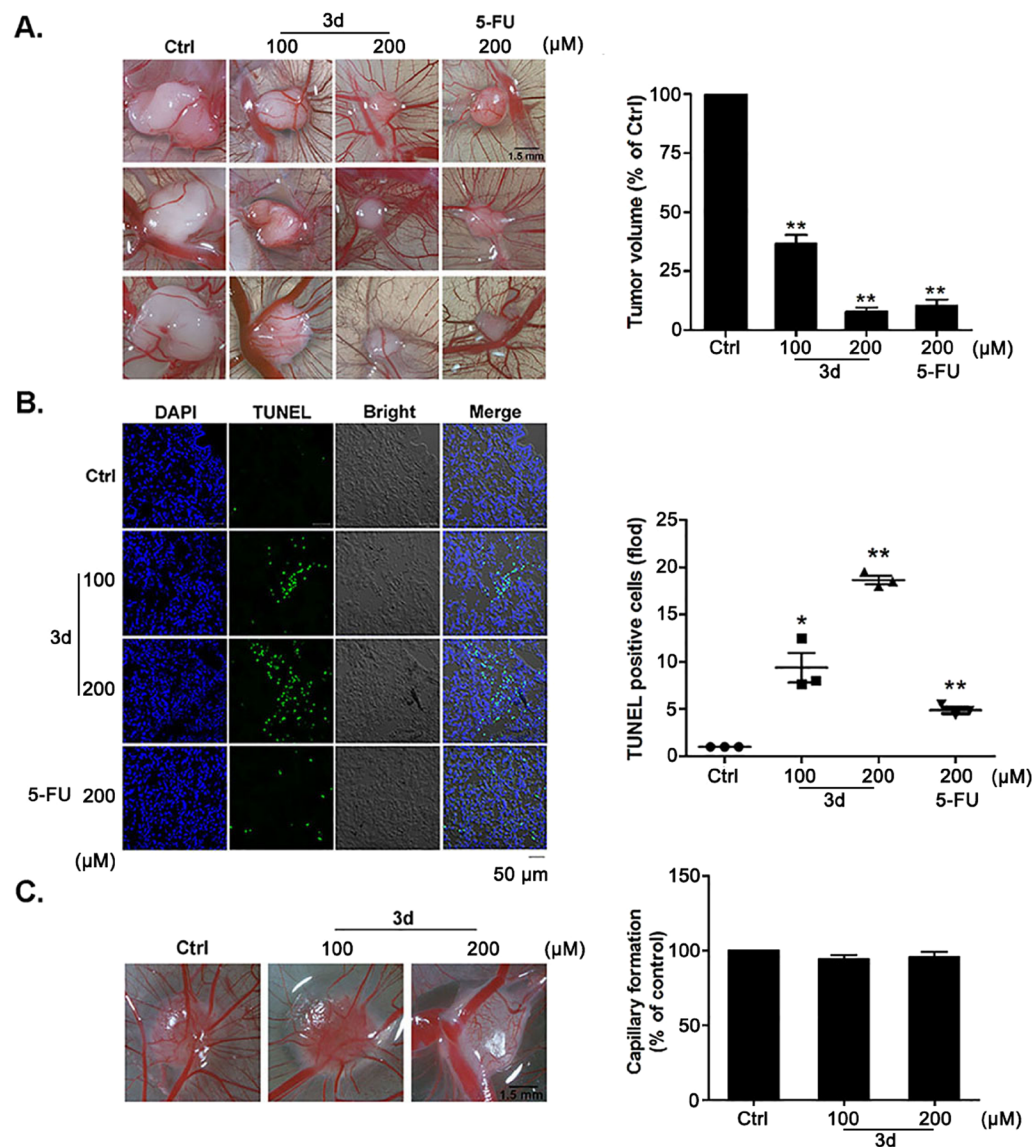 A.
3d
5-FU
Ctrl 100 200 200 (µM)
1.5 mm
Tumor volume (% of Ctrl)
100
75
50
25
0
**
**
**
Ctrl 100 200 200 (µM)
3d 5-FU
B.
DAPI TUNEL Bright Merge
Ctrl
100
3d
200
5-FU 200
(µM)
50 µm
TUNEL positive cells (flod)
25
20
15
10
5
0
*
**
**
Ctrl 100 200 200 (µM)
3d 5-FU
C.
3d
Ctrl 100 200 (µM)
1.5 mm
Capillary formation
(% of control)
150
100
50
0
Ctrl 100 200 (µM)
3d